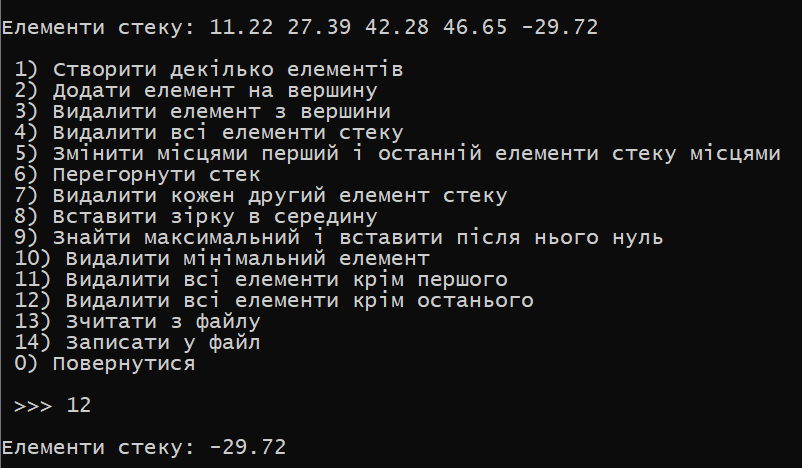 Елементи стеку: 11.22 27.39 42.28 46.65 -29.72
1) Створити декілько елементів
2) Додати елемент на вершину
3) Видалити елемент з вершини
4) Видалити всі елементи стеку
5) Змінити місцями перший і останній елементи стеку місцями
6) Перегорнути стек
7) Видалити кожен другий елемент стеку
8) Вставити зірку в середину
9) Знайти максимальний і вставити після нього нуль
10) Видалити мінімальний елемент
11) Видалити всі елементи крім першого
12) Видалити всі елементи крім останього
13) Зчитати з файлу
14) Записати у файл
0) Повернутися
>>> 12
Елементи стеку: -29.72